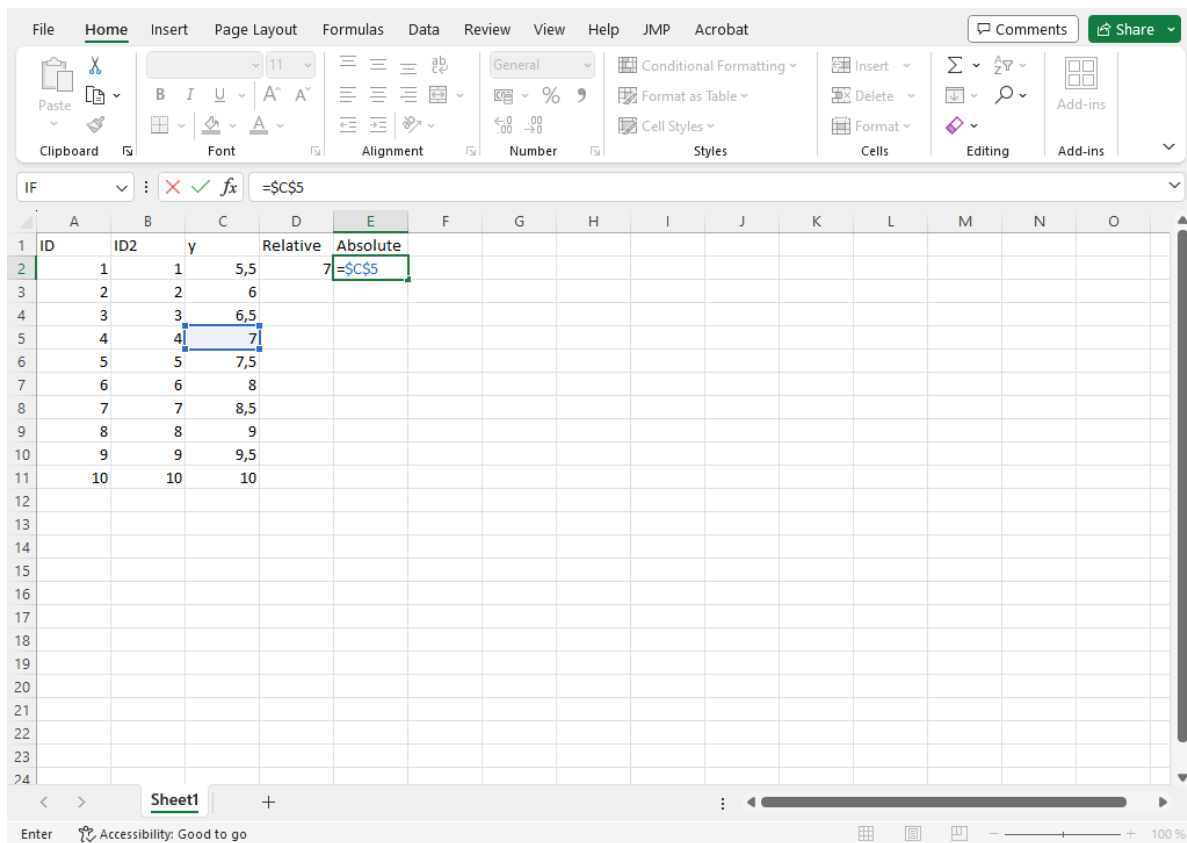 File Home Insert Page Layout Formulas Data Review View Help JMP Acrobat Comments Share
11 ab General Conditional Formatting Insert
Paste B I U A A % Format as Table Delete Add-ins
A Cell Styles Format
Clipboard Font Alignment Number Styles Cells Editing Add-ins
IF fx =$C$5
A B C D E F G H I J K L M N O
1 ID ID2 y Relative Absolute
2 1 1 5,5 7 =$C$5
3 2 2 6
4 3 3 6,5
5 4 4 7
6 5 5 7,5
7 6 6 8
8 7 7 8,5
9 8 8 9
10 9 9 9,5
11 10 10 10
12
13
14
15
16
17
18
19
20
21
22
23
24
Sheet1
Enter Accessibility: Good to go 100 %